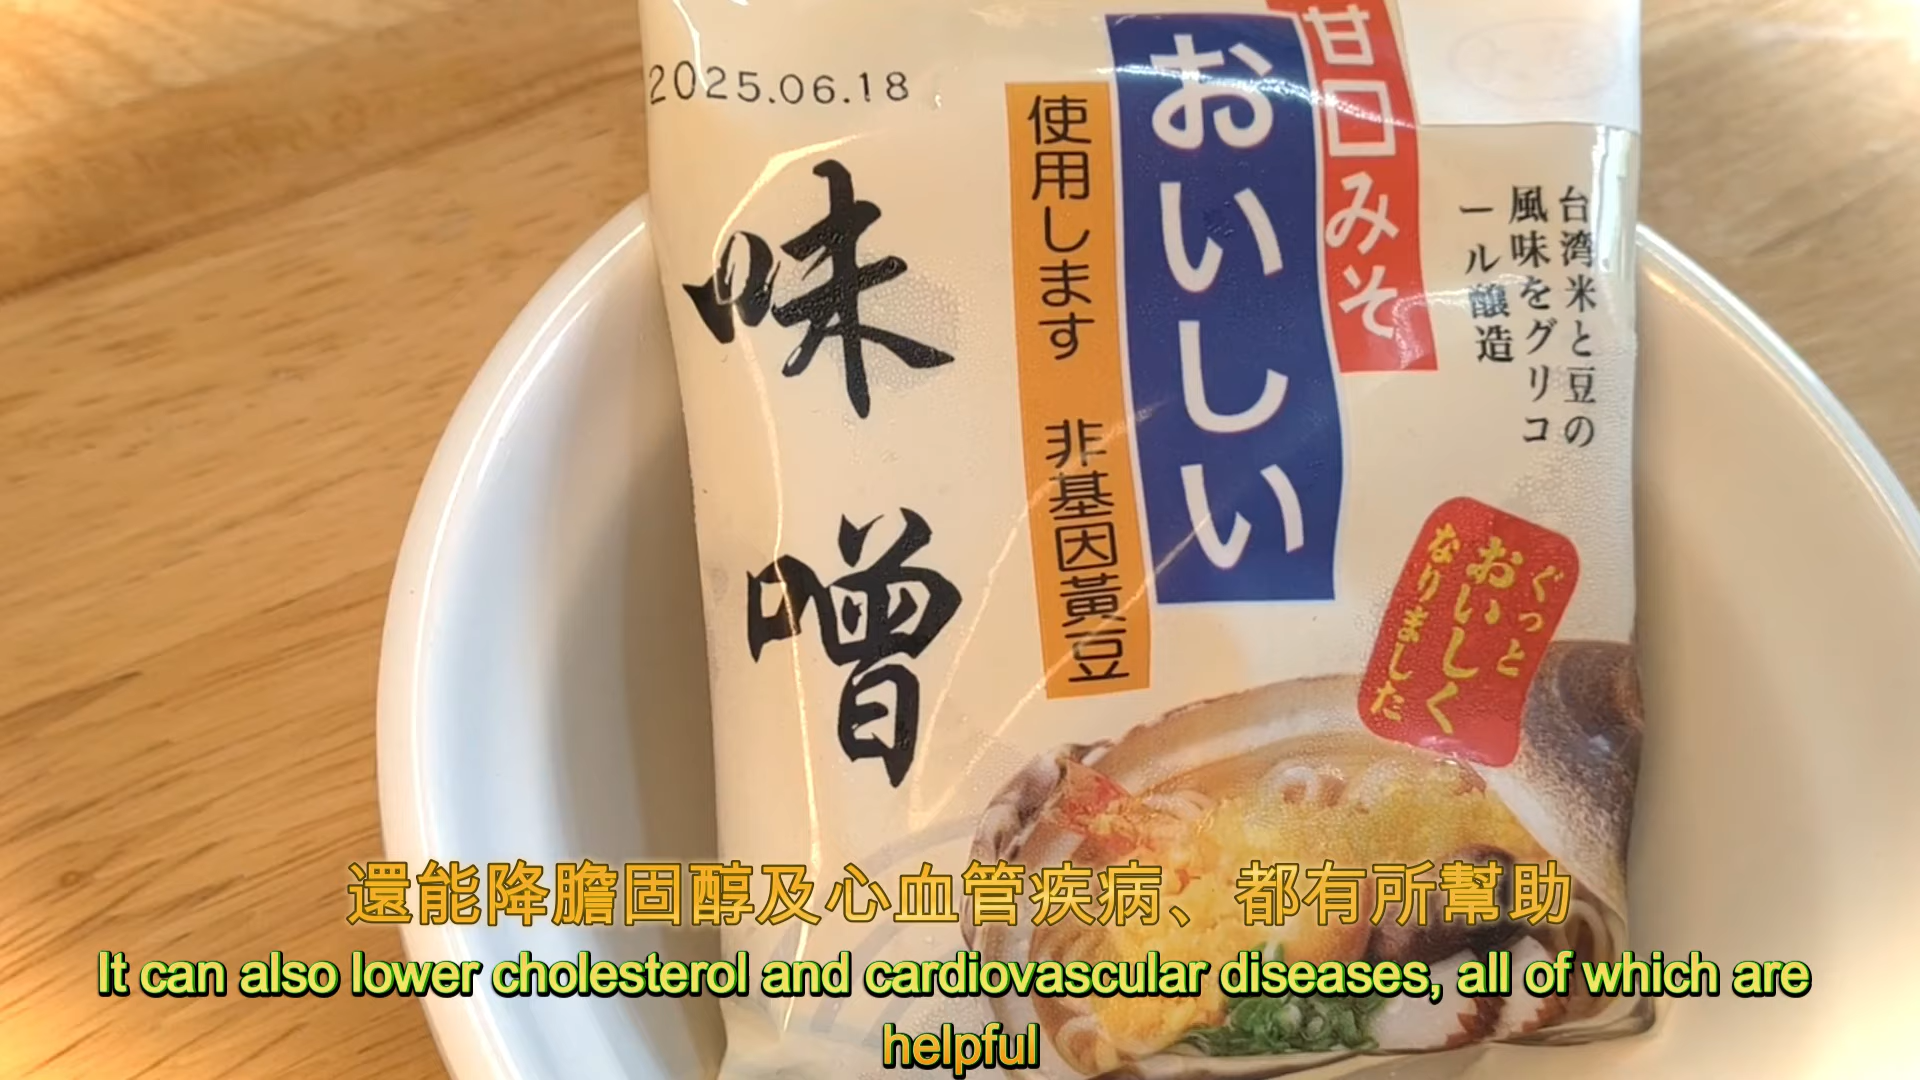 2025.06.18
甘口みそ
おいしい
使用します 非基因黃豆
味噌
台湾米と豆の
風味をグリコ
ール醸造
ぐっと
おいしく
なりました
還能降膽固醇及心血管疾病、都有所幫助
It can also lower cholesterol and cardiovascular diseases, all of which are
helpful